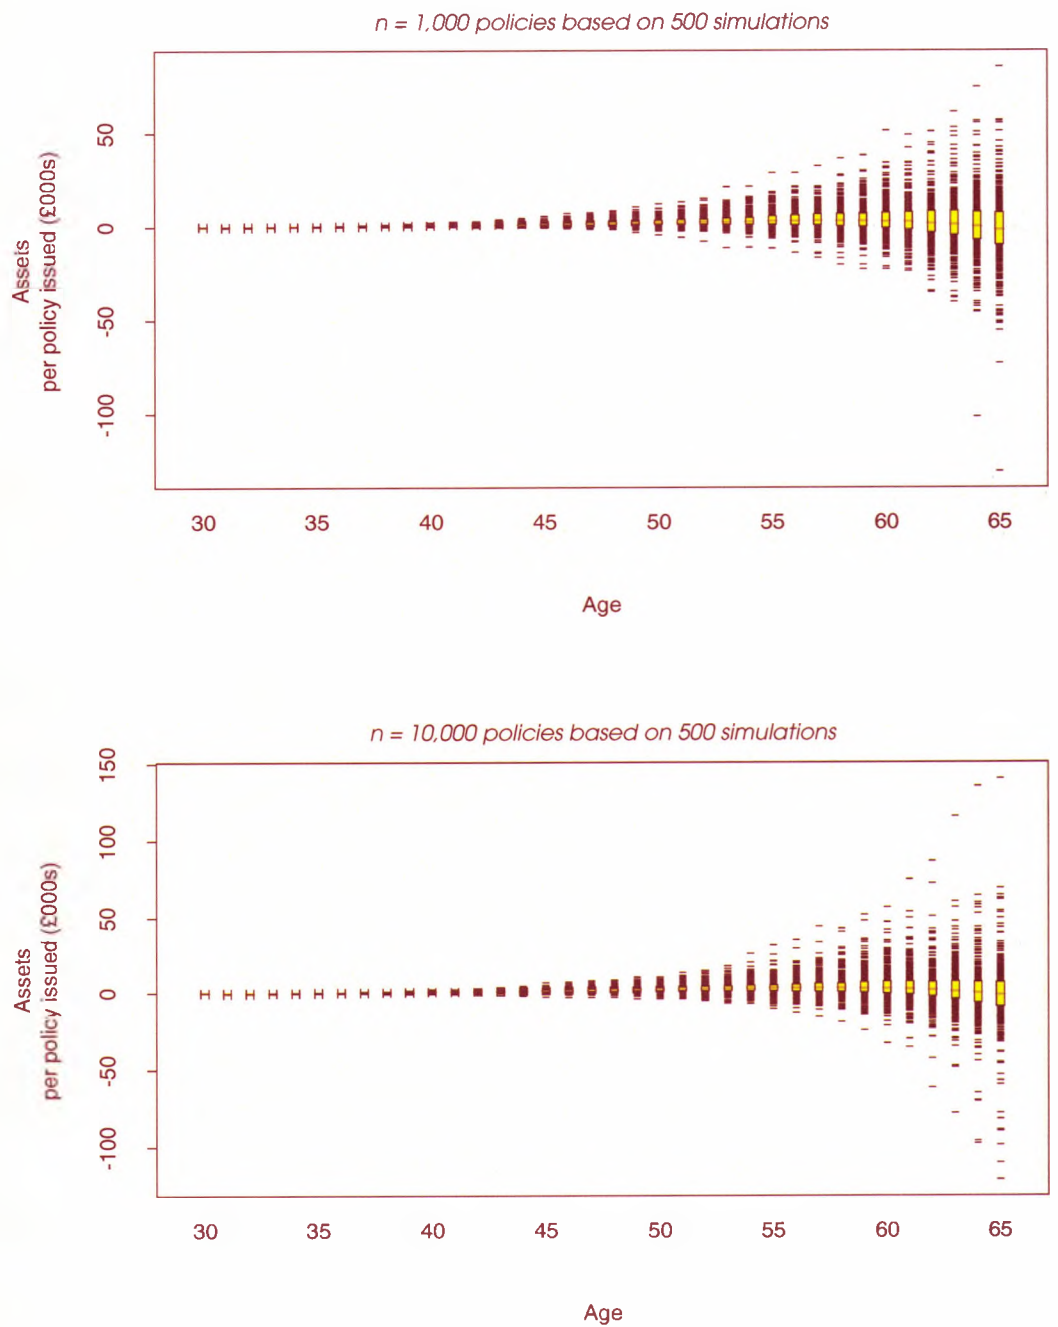 n = 1,000 policies based on 500 simulations
Assets
per policy issued (£000s)
50
0
-50
-100
30 35 40 45 50 55 60 65
Age
n = 10,000 policies based on 500 simulations
Assets
per policy issued (£000s)
150
100
50
0
-50
-100
30 35 40 45 50 55 60 65
Age